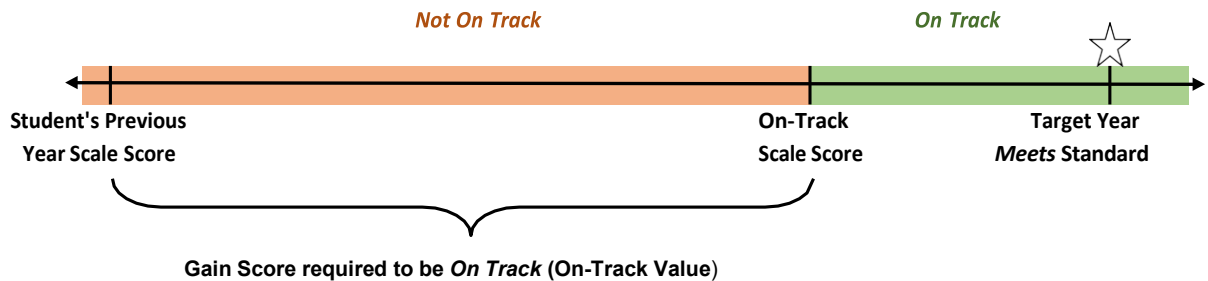 Not On Track
On Track
Student's Previous
Year Scale Score
On-Track
Scale Score
Target Year
Meets Standard
Gain Score required to be On Track (On-Track Value)